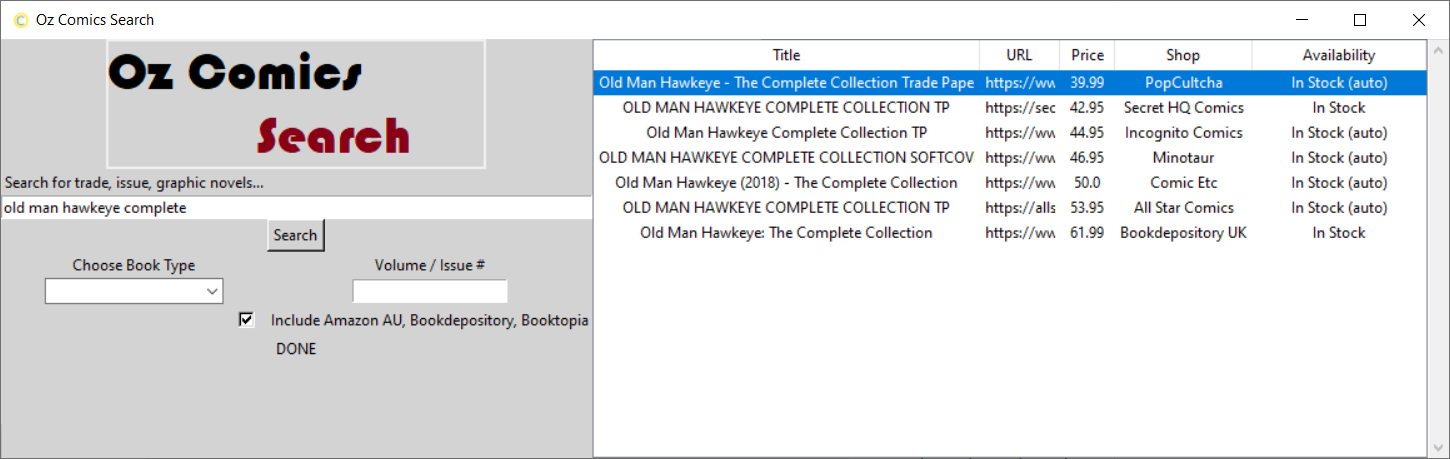 Oz Comics Search
Oz Comics
Search
Search for trade, issue, graphic novels...
old man hawkeye complete
Search
Choose Book Type Volume / Issue #
Include Amazon AU, Bookdepository, Booktopia
DONE
Title URL Price Shop Availability
Old Man Hawkeye - The Complete Collection Trade Pape https://ww 39.99 PopCultcha In Stock (auto)
OLD MAN HAWKEYE COMPLETE COLLECTION TP https://sec 42.95 Secret HQ Comics In Stock
Old Man Hawkeye Complete Collection TP https://ww 44.95 Incognito Comics In Stock (auto)
OLD MAN HAWKEYE COMPLETE COLLECTION SOFTCOV https://ww 46.95 Minotaur In Stock (auto)
Old Man Hawkeye (2018) - The Complete Collection https://ww 50.0 Comic Etc In Stock (auto)
OLD MAN HAWKEYE COMPLETE COLLECTION TP https://alls 53.95 All Star Comics In Stock (auto)
Old Man Hawkeye: The Complete Collection https://ww 61.99 Bookdepository UK In Stock